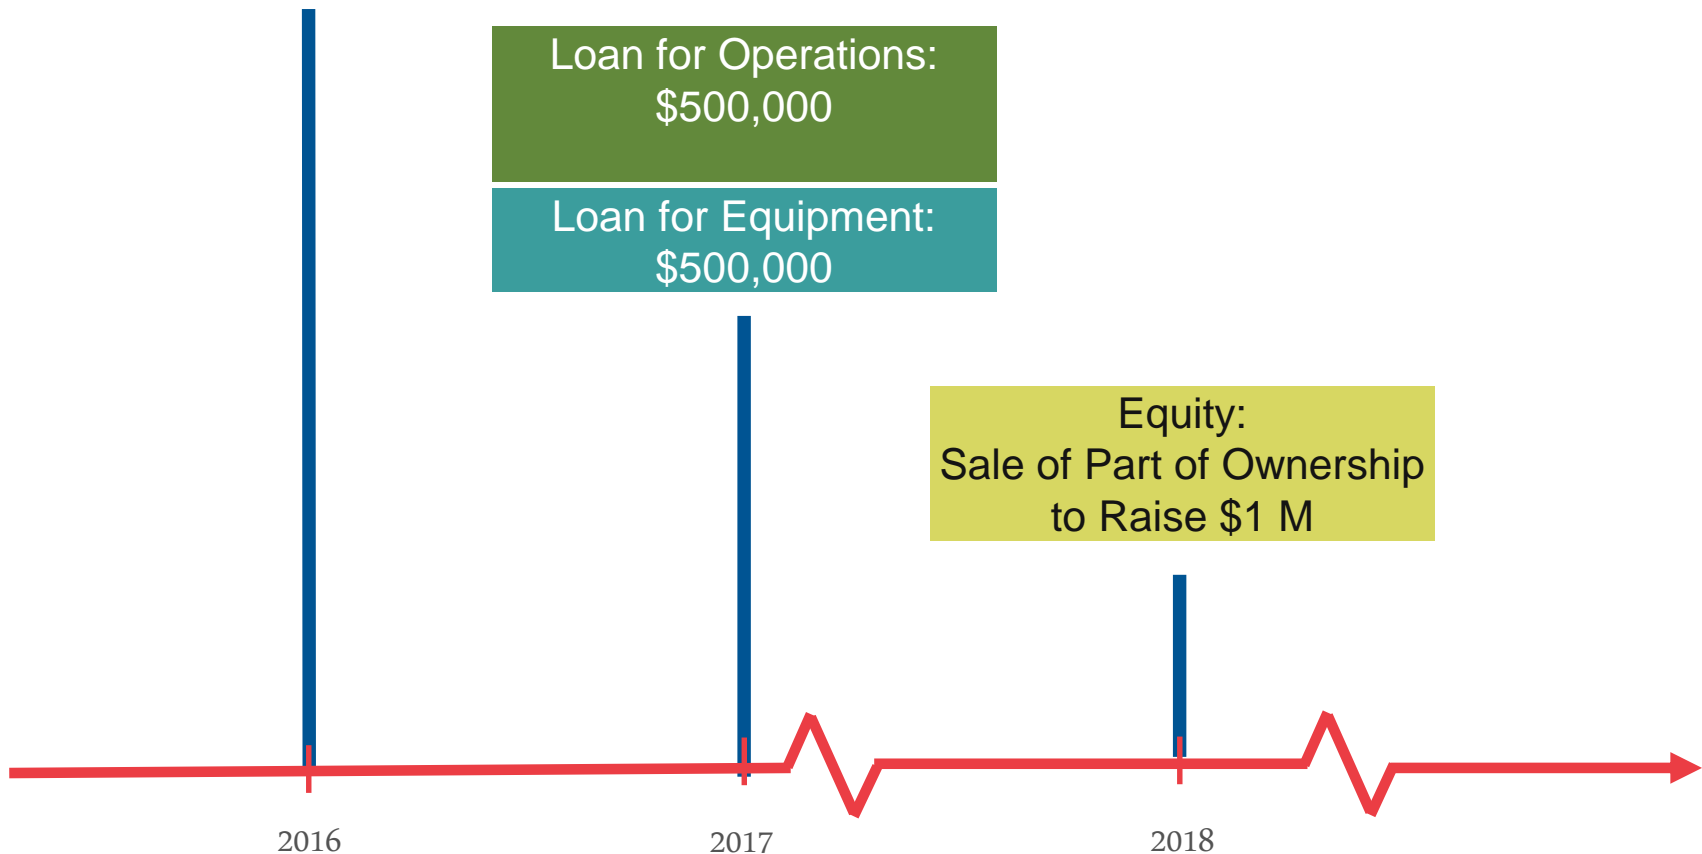 Loan for Operations:
$500,000
Loan for Equipment:
$500,000
Equity:
Sale of Part of Ownership
to Raise $1 M
2016
2017
2018